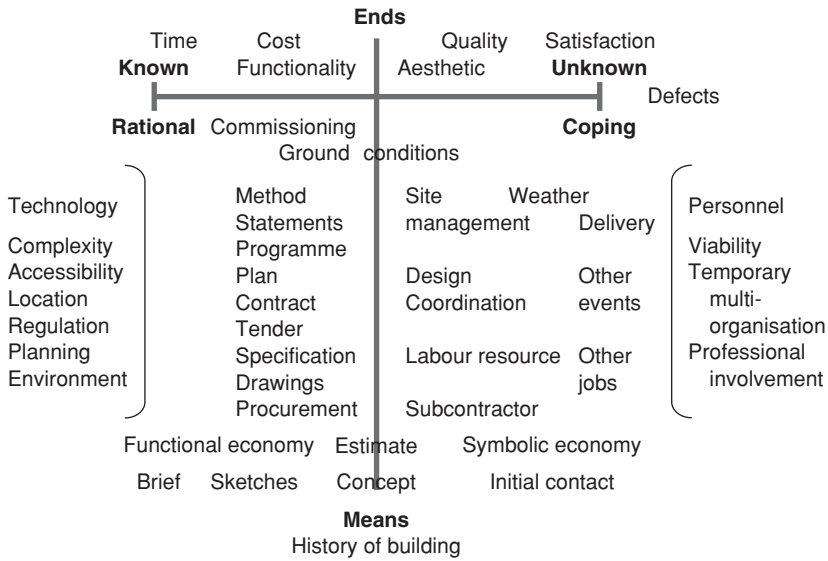 Ends
Time Cost Quality Satisfaction
Known Functionality Aesthetic Unknown
Defects
Rational Commissioning Coping
Ground conditions
Technology
Complexity
Accessibility
Location
Regulation
Planning
Environment
Method
Statements
Programme
Plan
Contract
Tender
Specification
Drawings
Procurement
Site
management
Design
Coordination
Labour resource
Subcontractor
Weather
Delivery
Other
events
Other
jobs
Personnel
Viability
Temporary
multi-
organisation
Professional
involvement
Functional economy Estimate Symbolic economy
Brief Sketches Concept Initial contact
Means
History of building